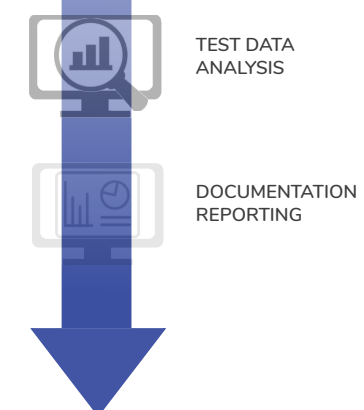 TEST DATA
ANALYSIS
DOCUMENTATION
REPORTING